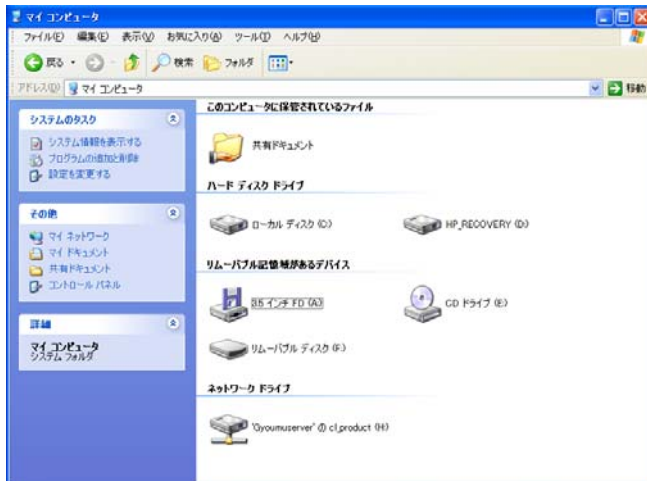 マイ コンピュータ
ファイル(F) 編集(E) 表示(V) お気に入り(A) ツール(T) ヘルプ(H)
戻る 検索 フォルダ
アドレス(D) マイ コンピュータ 移動
システムのタスク
システム情報を表示する
プログラムの追加と削除
設定を変更する
その他
マイ ネットワーク
マイ ドキュメント
共有ドキュメント
コントロール パネル
詳細
マイ コンピュータ
システム フォルダ
このコンピュータに保管されているファイル
共有ドキュメント
ハード ディスク ドライブ
ローカル ディスク (C:) HP_RECOVERY (D:)
リムーバブル記憶域があるデバイス
3.5 インチ FD (A:) CD ドライブ (E:)
リムーバブル ディスク (F:)
ネットワーク ドライブ
'Gyoumuserver' の cl_product (H:)